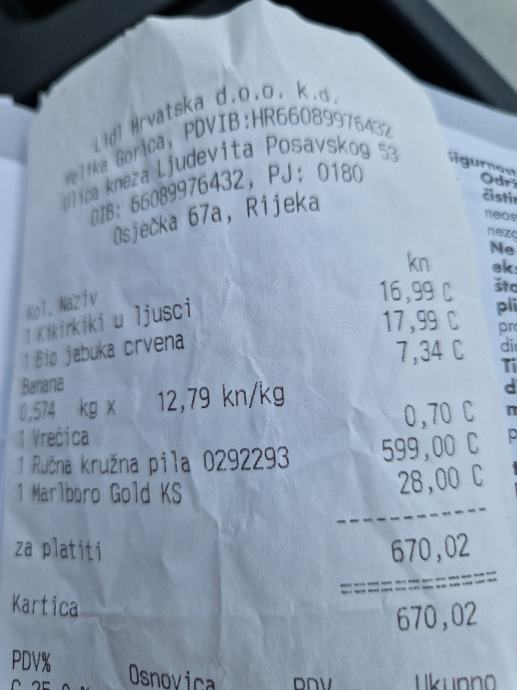 Lidl Hrvatska d.o.o. k.d.
Velika Gorica, PDVIB:HR66089976432
Ulica kneza Ljudevita Posavskog 53
OIB: 66089976432, PJ: 0180
Osječka 67a, Rijeka
Kol. Naziv kn
1 Kikirkiki u ljusci 16,99 C
1 Bio jabuka crvena 17,99 C
Banana 7,34 C
0,574 kg x 12,79 kn/kg
1 Vrećica 0,70 C
1 Ručna kružna pila 0292293 599,00 C
1 Marlboro Gold KS 28,00 C
za platiti 670,02
Kartica 670,02
PDV% Osnovica PDV Ukupno